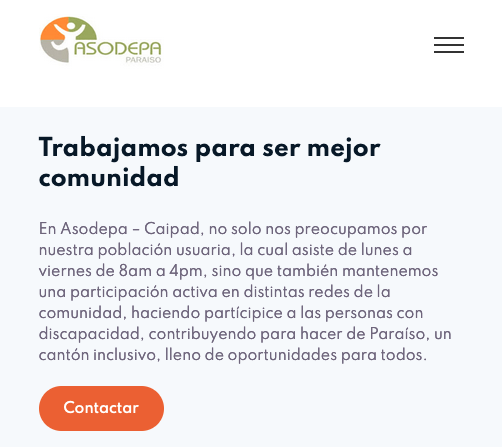 ASODEPA
PARAISO
Trabajamos para ser mejor
comunidad
En Asodepa – Caipad, no solo nos preocupamos por
nuestra población usuaria, la cual asiste de lunes a
viernes de 8am a 4pm, sino que también mantenemos
una participación activa en distintas redes de la
comunidad, haciendo partícipice a las personas con
discapacidad, contribuyendo para hacer de Paraíso, un
cantón inclusivo, lleno de oportunidades para todos.
Contactar